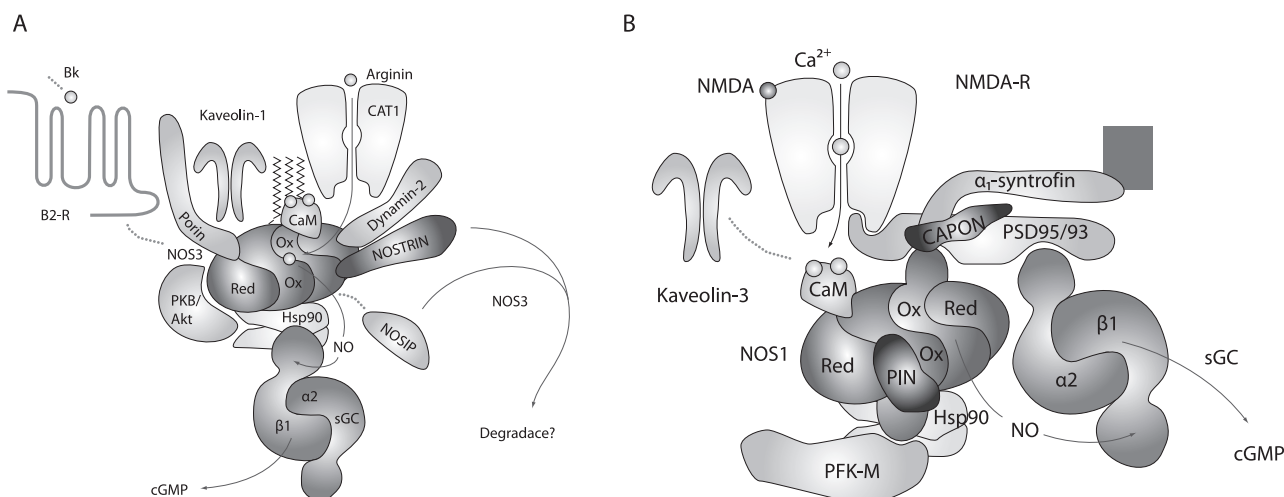 A
Bk
Arginin
CAT1
Kaveolin-1
B2-R
Porin
CaM
Dynamin-2
NOSTRIN
NOS3
Ox
Ox
Red
PKB/
Akt
Hsp90
NO
NOSIP
NOS3
α2
β1
sGC
cGMP
Degradace?
B
Ca2+
NMDA
NMDA-R
α1-syntrofin
CAPON
PSD95/93
Kaveolin-3
CaM
NOS1
Ox
Red
Red
Ox
PIN
Hsp90
PFK-M
NO
β1
α2
sGC
cGMP